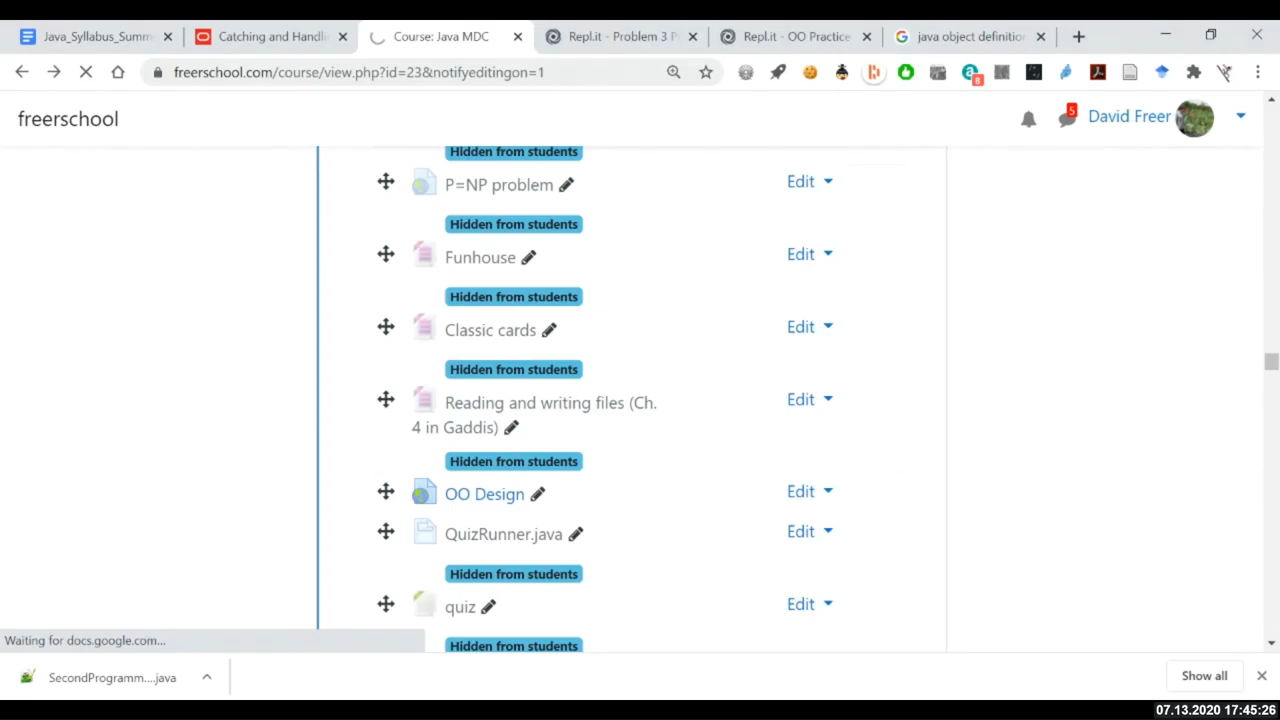 Java_Syllabus_Summ
Catching and Handli
Course: Java MDC
Repl.it - Problem 3 P
Repl.it - OO Practice
java object definition
freerschool.com/course/view.php?id=23&notifyeditingon=1
8
freerschool
5
David Freer
Hidden from students
P=NP problem
Edit
Hidden from students
Funhouse
Edit
Hidden from students
Classic cards
Edit
Hidden from students
Reading and writing files (Ch.
4 in Gaddis)
Edit
Hidden from students
OO Design
Edit
QuizRunner.java
Edit
Hidden from students
quiz
Edit
Hidden from students
Waiting for docs.google.com...
SecondProgramm....java
Show all
07.13.2020 17:45:26